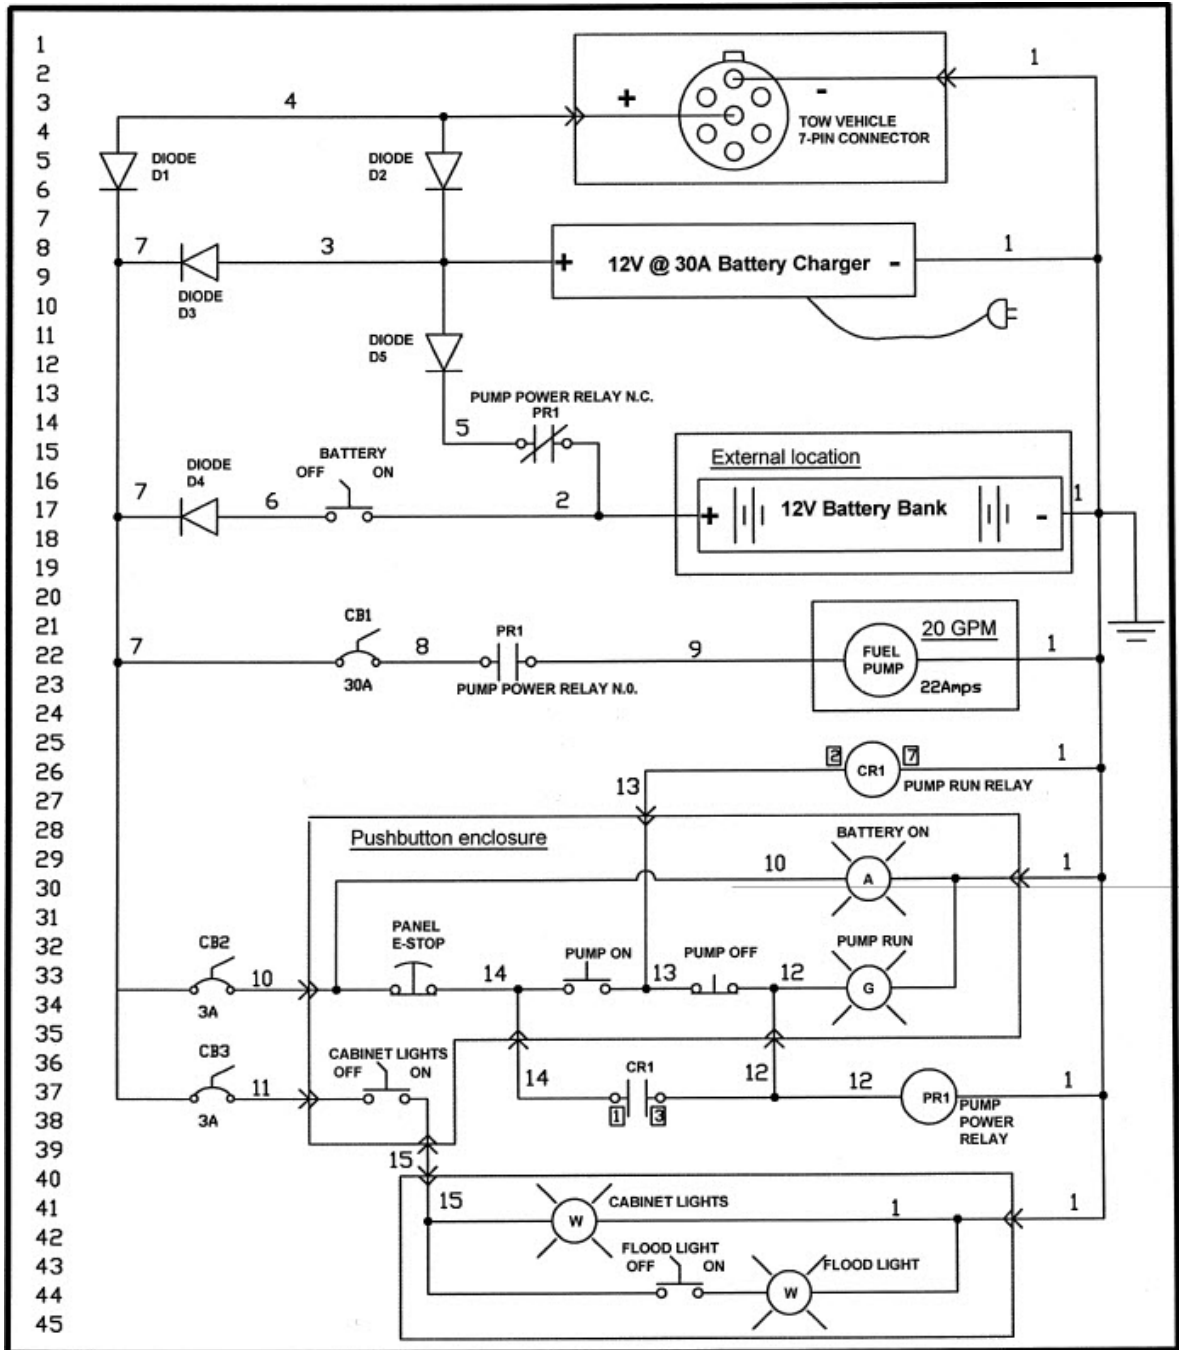 1
2
3
4
5
6
7
8
9
10
11
12
13
14
15
16
17
18
19
20
21
22
23
24
25
26
27
28
29
30
31
32
33
34
35
36
37
38
39
40
41
42
43
44
45
1
4
+
-
TOW VEHICLE
7-PIN CONNECTOR
DIODE
D1
DIODE
D2
7
3
+ 12V @ 30A Battery Charger -
1
DIODE
D3
DIODE
D5
PUMP POWER RELAY N.C.
PR1
5
BATTERY
OFF ON
DIODE
D4
7
6
2
External location
+ 12V Battery Bank -
1
CB1
30A
7
8
PR1
PUMP POWER RELAY N.O.
9
20 GPM
FUEL
PUMP
22Amps
1
2
CR1
7
1
PUMP RUN RELAY
13
Pushbutton enclosure
BATTERY ON
10
A
1
PANEL
E-STOP
CB2
3A
10
14
PUMP ON
13
PUMP OFF
12
PUMP RUN
G
CB3
3A
11
CABINET LIGHTS
OFF ON
14
CR1
1
3
12
12
PR1
1
PUMP
POWER
RELAY
15
15
W
CABINET LIGHTS
1
1
FLOOD LIGHT
OFF ON
W
FLOOD LIGHT